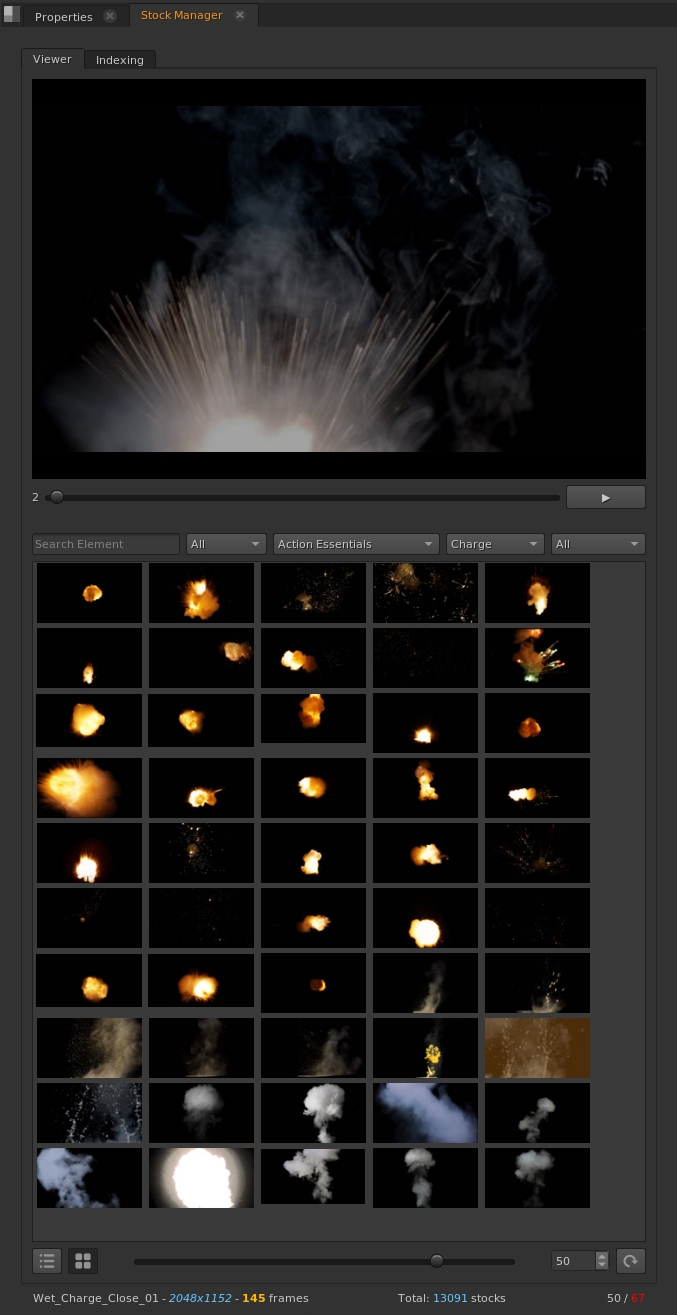 Properties
Stock Manager
Viewer
Indexing
2
Search Element
All
Action Essentials
Charge
All
50
Wet_Charge_Close_01 - 2048x1152 - 145 frames
Total: 13091 stocks
50 / 67